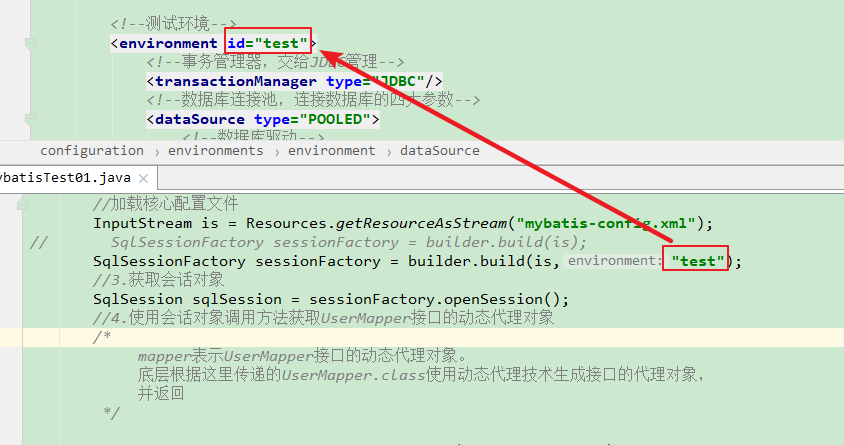 <!--测试环境-->
<environment id="test">
<!--事务管理器，交给JDBC管理-->
<transactionManager type="JDBC"/>
<!--数据库连接池，连接数据库的四大参数-->
<dataSource type="POOLED">
<!--数据库驱动-->
configuration › environments › environment › dataSource
ybatisTest01.java ×
//加载核心配置文件
InputStream is = Resources.getResourceAsStream("mybatis-config.xml");
// SqlSessionFactory sessionFactory = builder.build(is);
SqlSessionFactory sessionFactory = builder.build(is, environment: "test");
//3.获取会话对象
SqlSession sqlSession = sessionFactory.openSession();
//4.使用会话对象调用方法获取UserMapper接口的动态代理对象
/*
mapper表示UserMapper接口的动态代理对象。
底层根据这里传递的UserMapper.class使用动态代理技术生成接口的代理对象，
并返回
*/